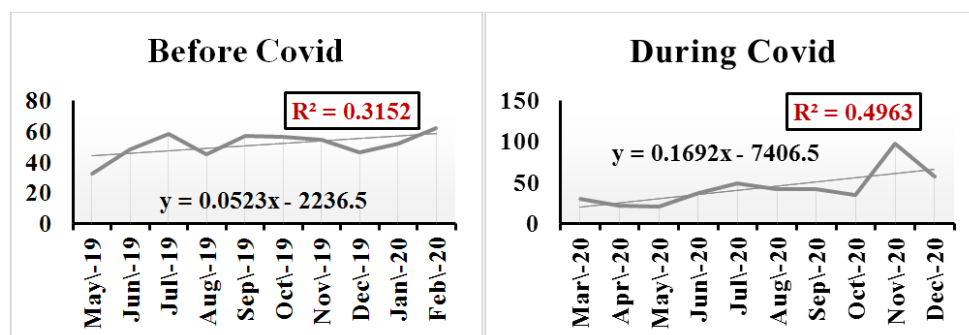 Before Covid
80
60
40
20
0
R² = 0.3152
y = 0.0523x - 2236.5
May\-19
Jun\-19
Jul\-19
Aug\-19
Sep\-19
Oct\-19
Nov\-19
Dec\-19
Jan\-20
Feb\-20
During Covid
150
100
50
0
R² = 0.4963
y = 0.1692x - 7406.5
Mar\-20
Apr\-20
May\-20
Jun\-20
Jul\-20
Aug\-20
Sep\-20
Oct\-20
Nov\-20
Dec\-20